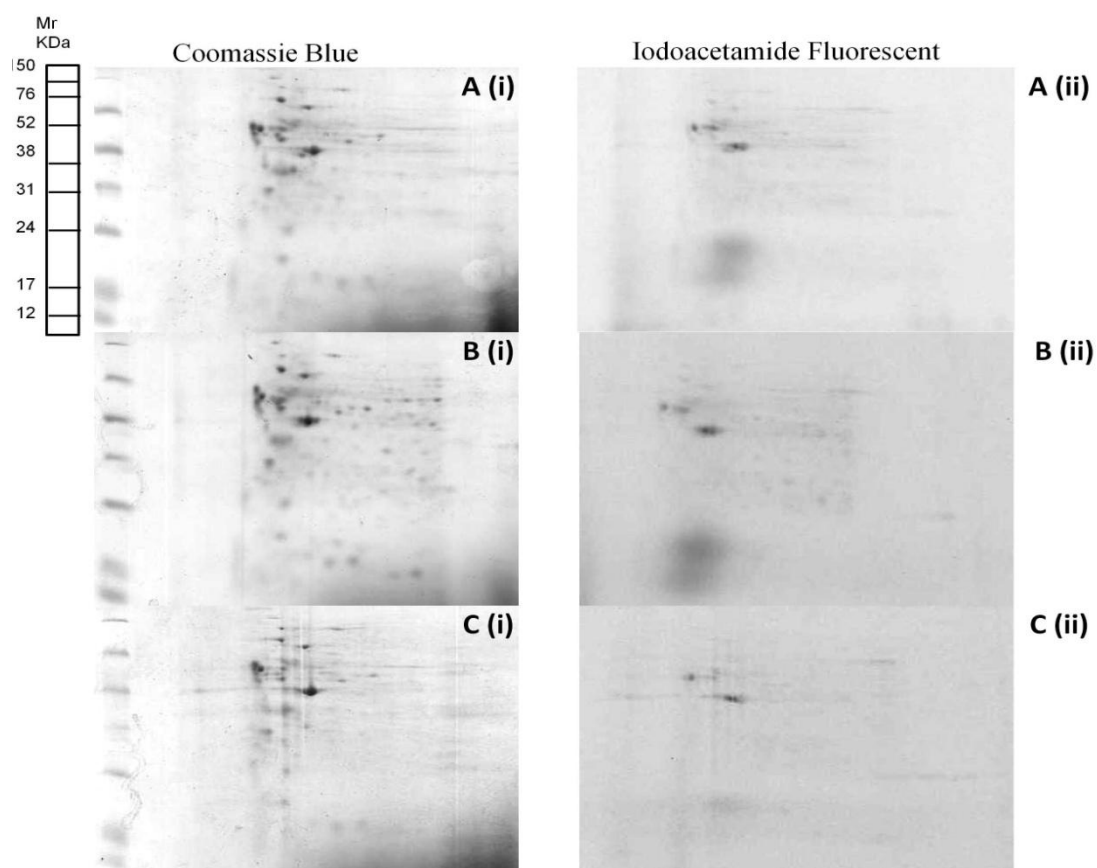 Mr
KDa
Coomassie Blue
Iodoacetamide Fluorescent
150
76
52
38
31
24
17
12
A (i)
A (ii)
B (i)
B (ii)
C (i)
C (ii)